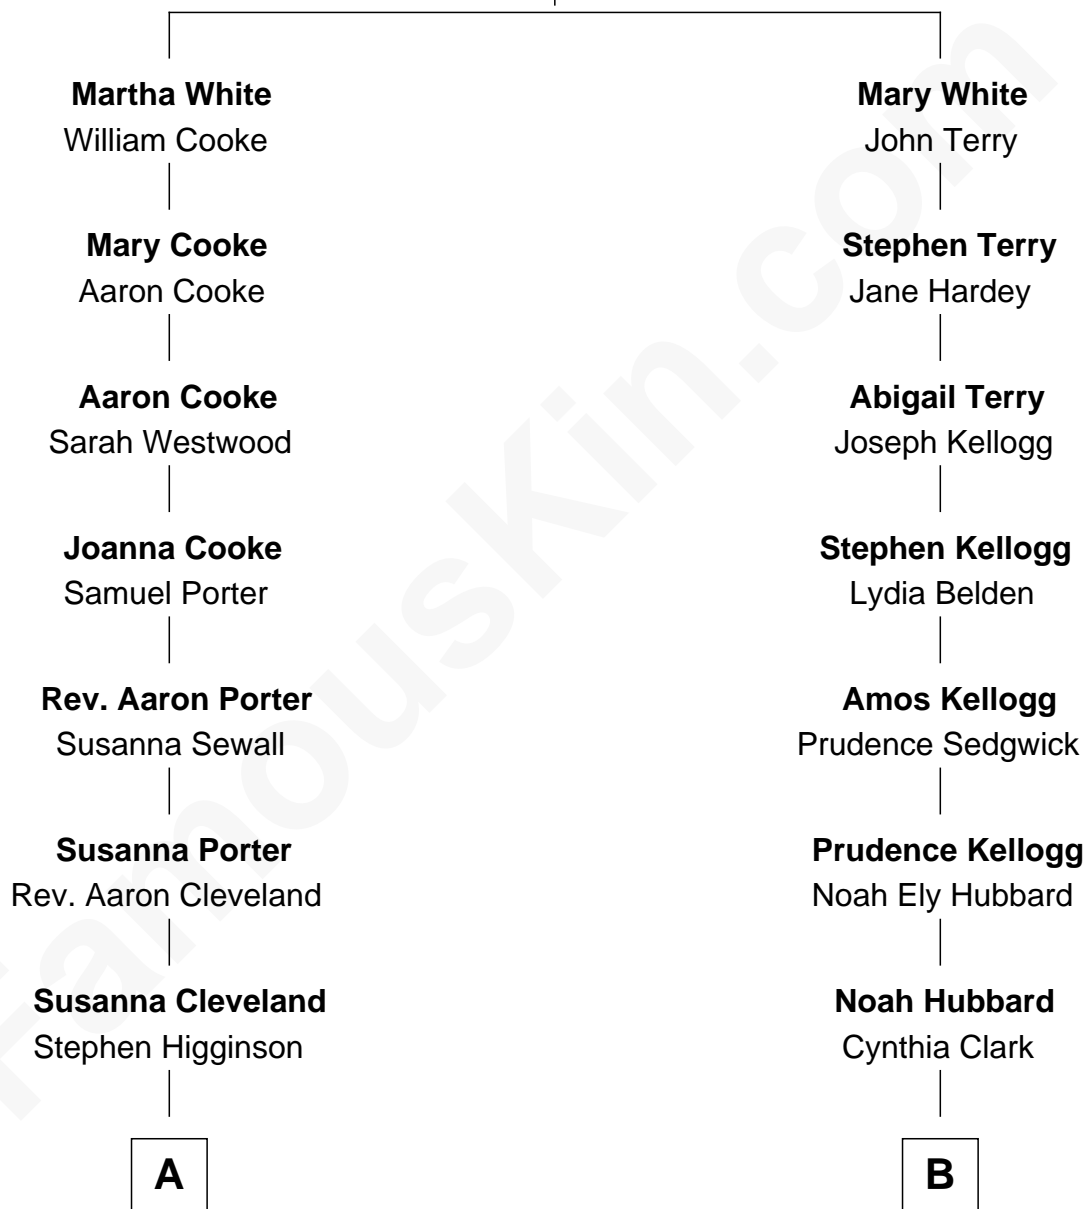 Martha White
William Cooke
Mary Cooke
Aaron Cooke
Aaron Cooke
Sarah Westwood
Joanna Cooke
Samuel Porter
Rev. Aaron Porter
Susanna Sewall
Susanna Porter
Rev. Aaron Cleveland
Susanna Cleveland
Stephen Higginson
A
Mary White
John Terry
Stephen Terry
Jane Hardey
Abigail Terry
Joseph Kellogg
Stephen Kellogg
Lydia Belden
Amos Kellogg
Prudence Sedgwick
Prudence Kellogg
Noah Ely Hubbard
Noah Hubbard
Cynthia Clark
B
FamousKin.com